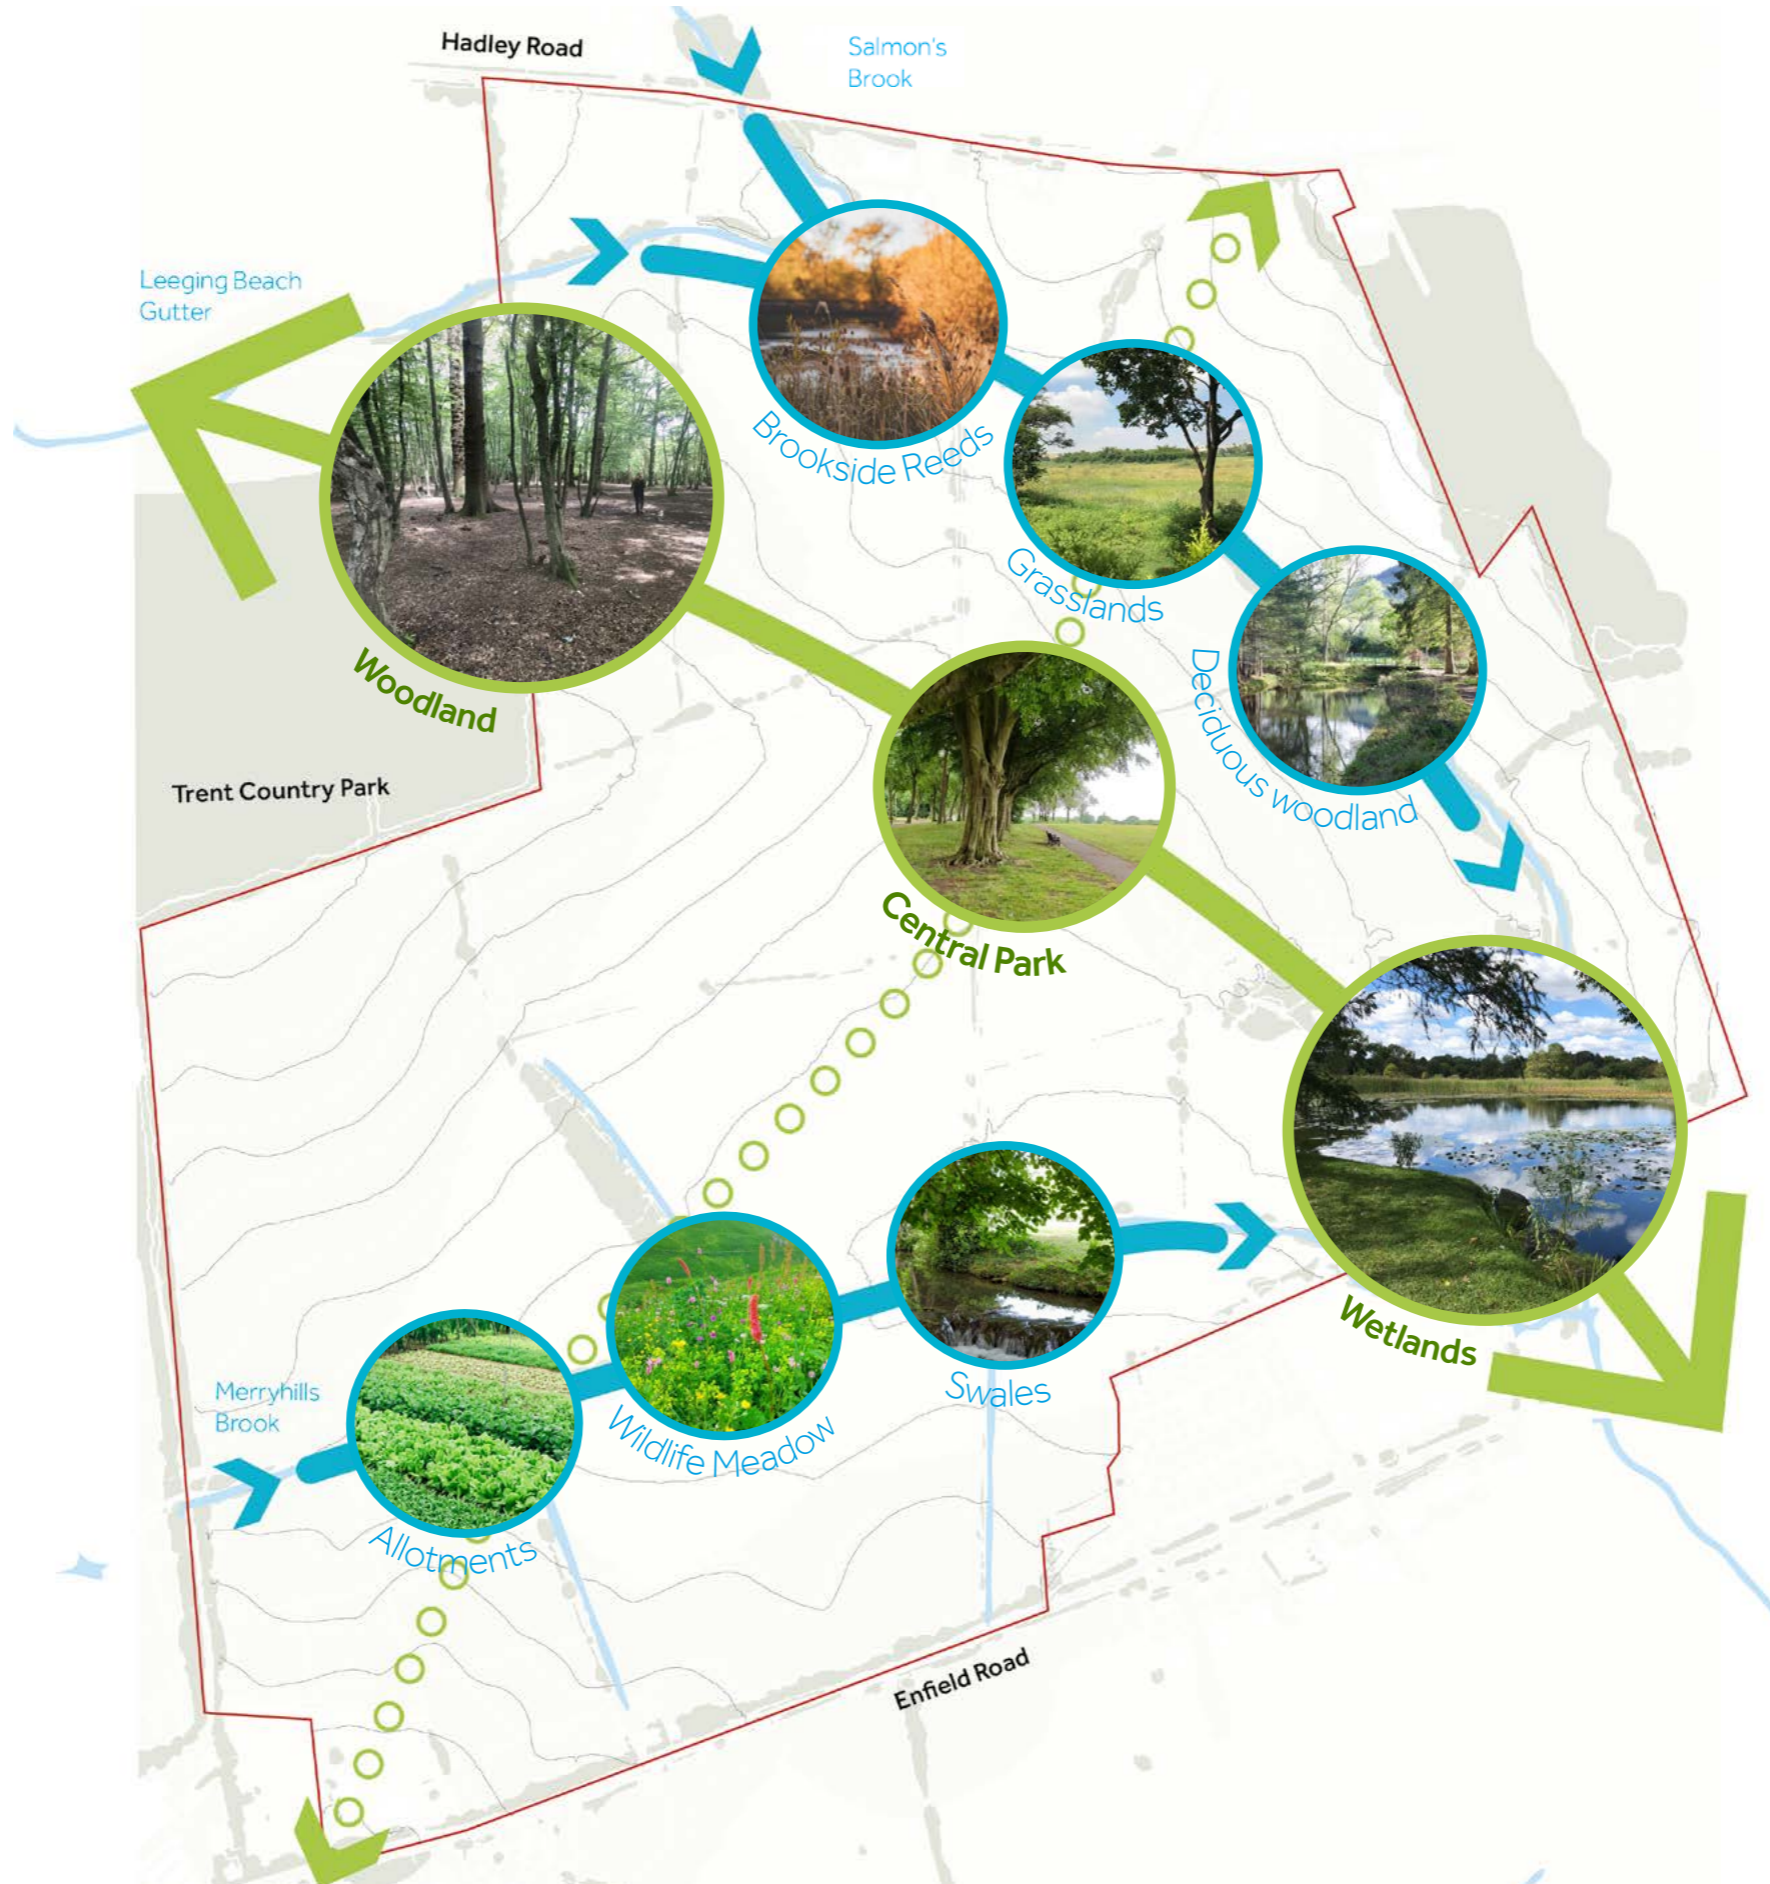 Hadley Road
Salmon's
Brook
Leeging Beach
Gutter
Brookside Reeds
Grasslands
Woodland
Deciduous woodland
Trent Country Park
Central Park
Wetlands
Swales
Merryhills
Brook
Wildlife Meadow
Allotments
Enfield Road